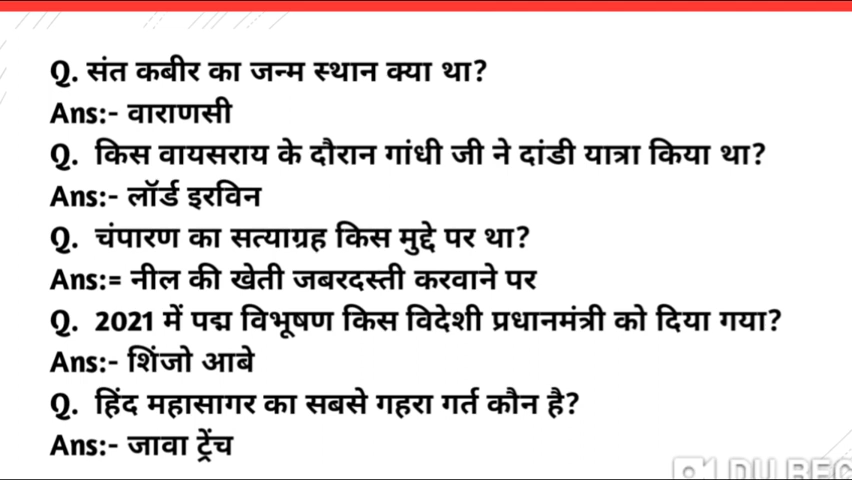 Q. संत कबीर का जन्म स्थान क्या था?
Ans:- वाराणसी
Q. किस वायसराय के दौरान गांधी जी ने दांडी यात्रा किया था?
Ans:- लॉर्ड इरविन
Q. चंपारण का सत्याग्रह किस मुद्दे पर था?
Ans:= नील की खेती जबरदस्ती करवाने पर
Q. 2021 में पद्म विभूषण किस विदेशी प्रधानमंत्री को दिया गया?
Ans:- शिंजो आबे
Q. हिंद महासागर का सबसे गहरा गर्त कौन है?
Ans:- जावा ट्रेंच